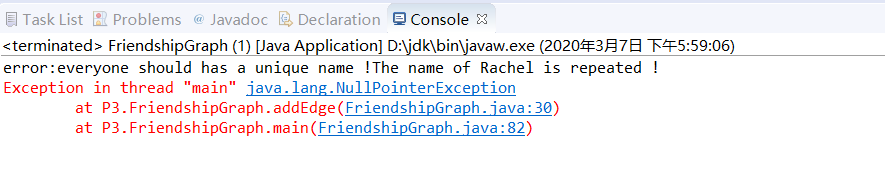 Task List Problems @ Javadoc Declaration Console
<terminated> FriendshipGraph (1) [Java Application] D:\jdk\bin\javaw.exe (2020年3月7日 下午5:59:06)
error:everyone should has a unique name !The name of Rachel is repeated !
Exception in thread "main" java.lang.NullPointerException
at P3.FriendshipGraph.addEdge(FriendshipGraph.java:30)
at P3.FriendshipGraph.main(FriendshipGraph.java:82)